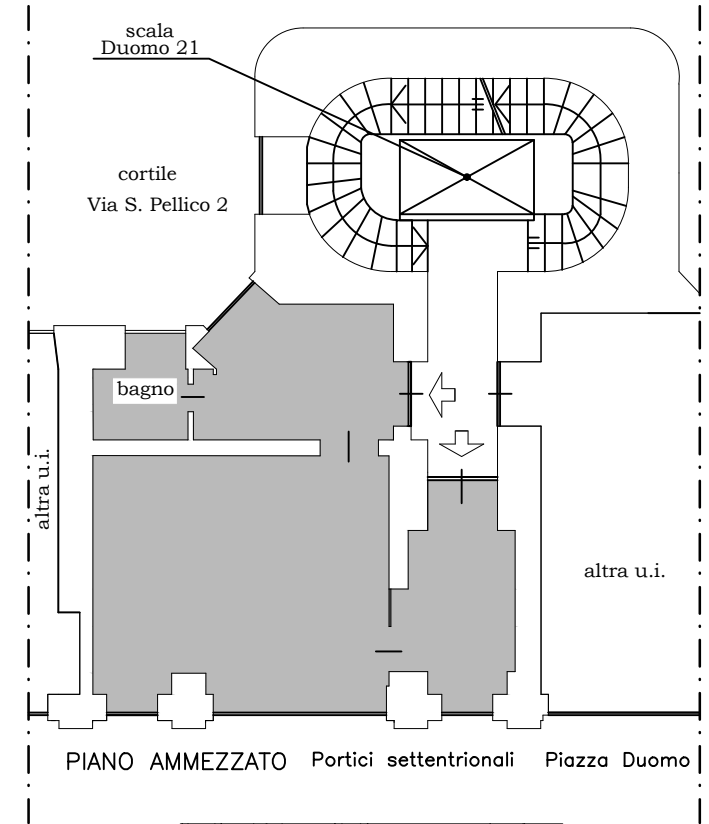 scala
Duomo 21
cortile
Via S. Pellico 2
bagno
altra u.i.
altra u.i.
PIANO AMMEZZATO Portici settentrionali Piazza Duomo